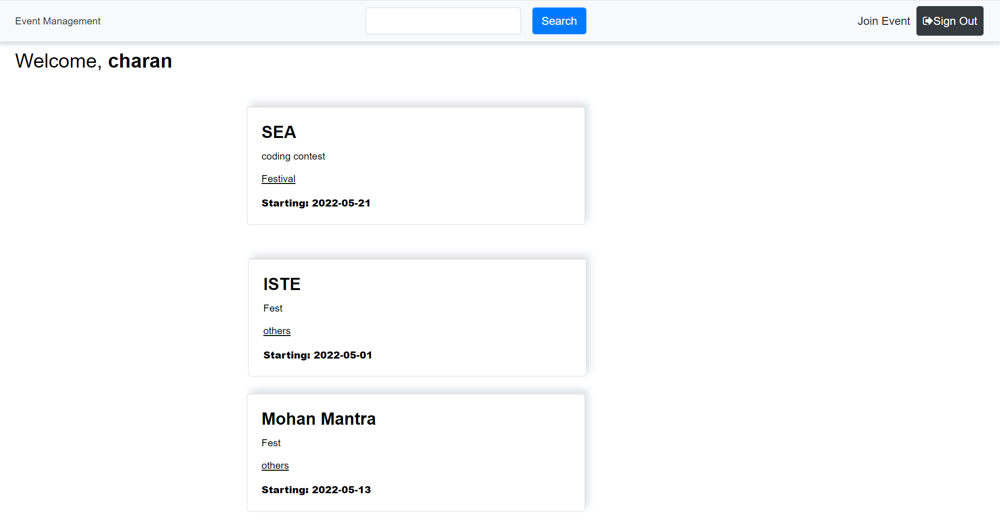 Event Management
Search
Join Event
Sign Out
Welcome, charan
SEA
coding contest
Festival
Starting: 2022-05-21
ISTE
Fest
others
Starting: 2022-05-01
Mohan Mantra
Fest
others
Starting: 2022-05-13